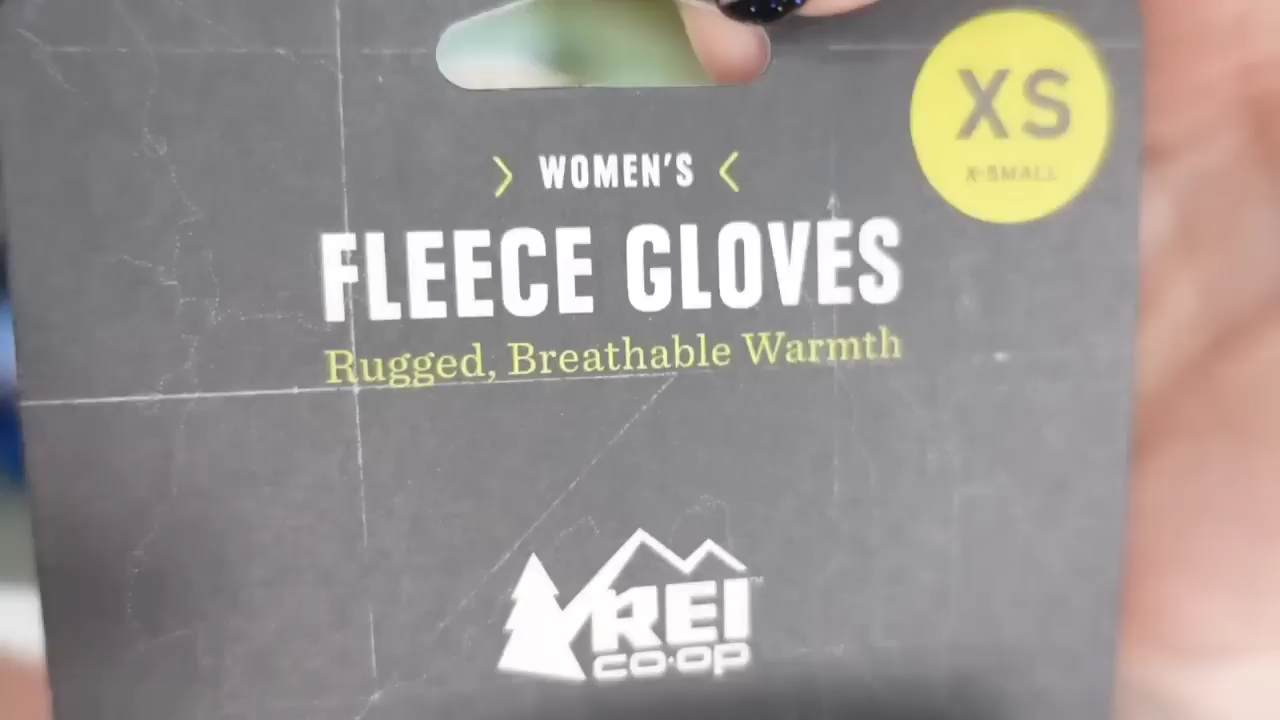 XS
X-SMALL
WOMEN'S
FLEECE GLOVES
Rugged, Breathable Warmth
REI
co·op